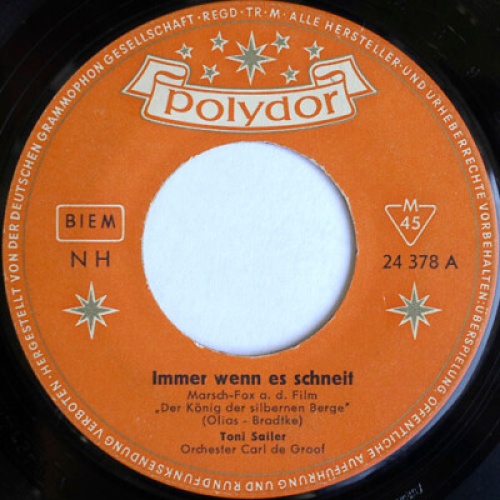 HERGESTELLT VON DER DEUTSCHEN GRAMMOPHON GESELLSCHAFT · REGD·TR·M · ALLE HERSTELLER-UND URHEBERRECHTE VORBEHALTEN · ÜBERSPIELUNG, ÖFFENTLICHE AUFFÜHRUNG UND RUNDFUNKSENDUNG VERBOTEN ·
Polydor
BIEM
NH
M
45
24 378 A
Immer wenn es schneit
Marsch-Fox a. d. Film
„Der König der silbernen Berge"
(Olias - Bradtke)
Toni Sailer
Orchester Carl de Groof